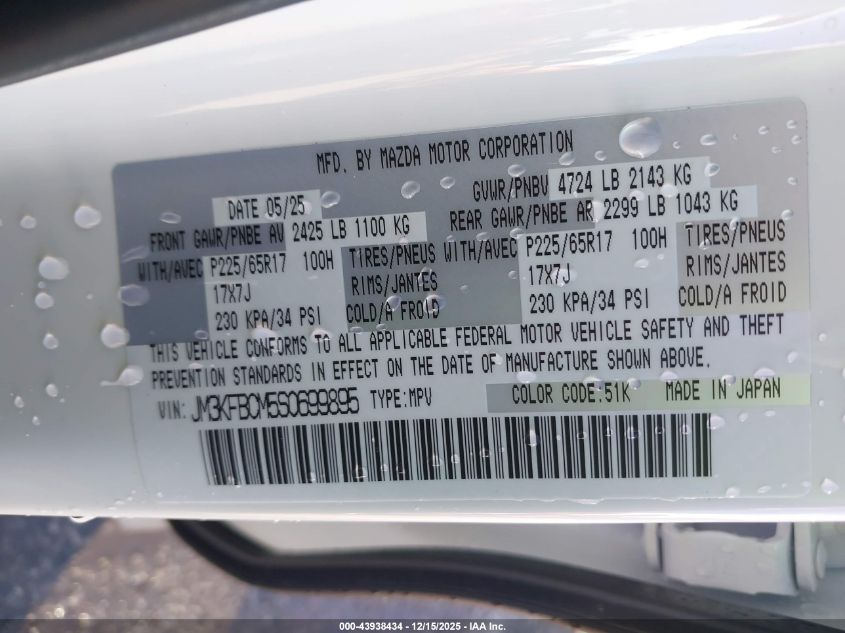 MFD. BY MAZDA MOTOR CORPORATION
DATE 05/25 GVWR/PNBV 4724 LB 2143 KG
FRONT GAWR/PNBE AV 2425 LB 1100 KG REAR GAWR/PNBE AR 2299 LB 1043 KG
WITH/AVEC P225/65R17 100H TIRES/PNEUS WITH/AVEC P225/65R17 100H TIRES/PNEUS
17X7J RIMS/JANTES 17X7J RIMS/JANTES
230 KPA/34 PSI COLD/A FROID 230 KPA/34 PSI COLD/A FROID
THIS VEHICLE CONFORMS TO ALL APPLICABLE FEDERAL MOTOR VEHICLE SAFETY AND THEFT
PREVENTION STANDARDS IN EFFECT ON THE DATE OF MANUFACTURE SHOWN ABOVE.
VIN: JM3KFBCM5S0699895 TYPE:MPV COLOR CODE:51K MADE IN JAPAN
000-43938434 - 12/15/2025 - IAA Inc.